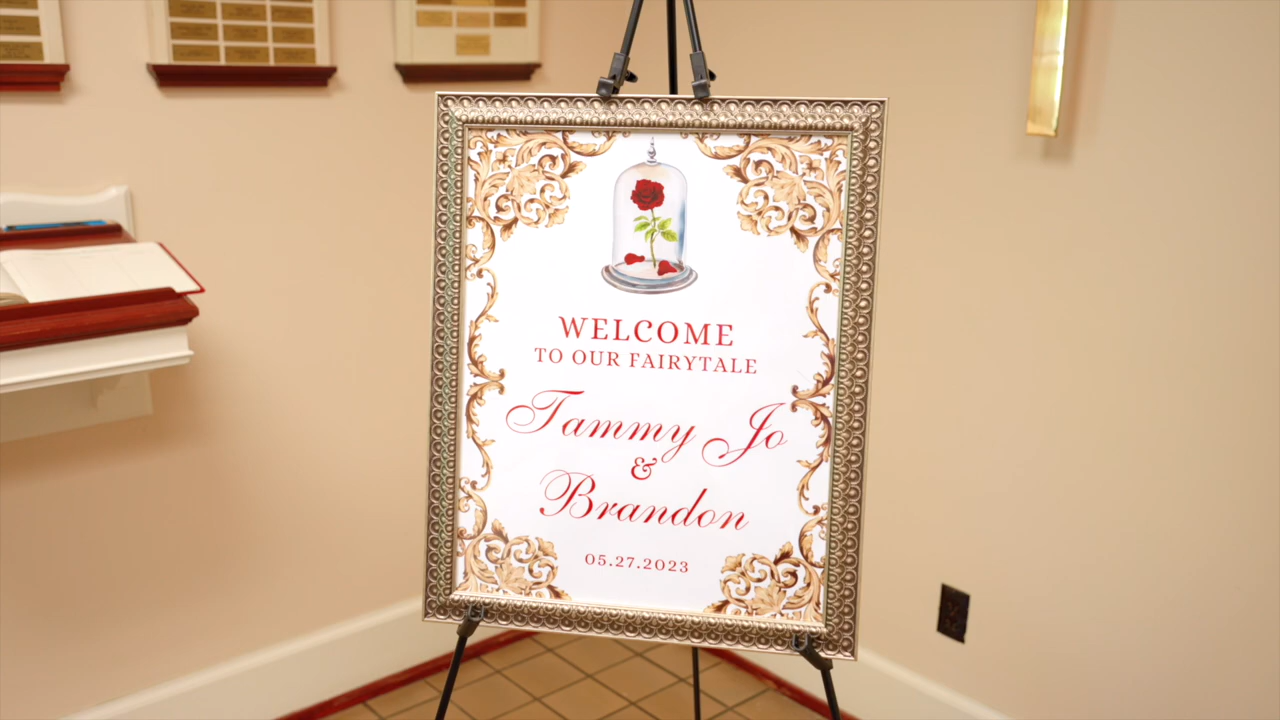 WELCOME
TO OUR FAIRYTALE
Tammy Jo
&
Brandon
05.27.2023